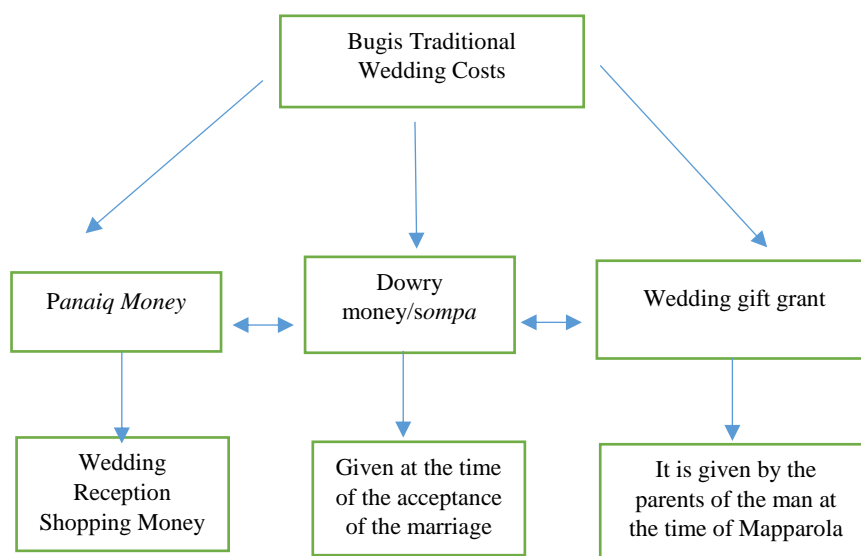 Bugis Traditional
Wedding Costs
Panaiq Money
Dowry
money/sompa
Wedding gift grant
Wedding
Reception
Shopping Money
Given at the time
of the acceptance
of the marriage
It is given by the
parents of the man at
the time of Mapparola